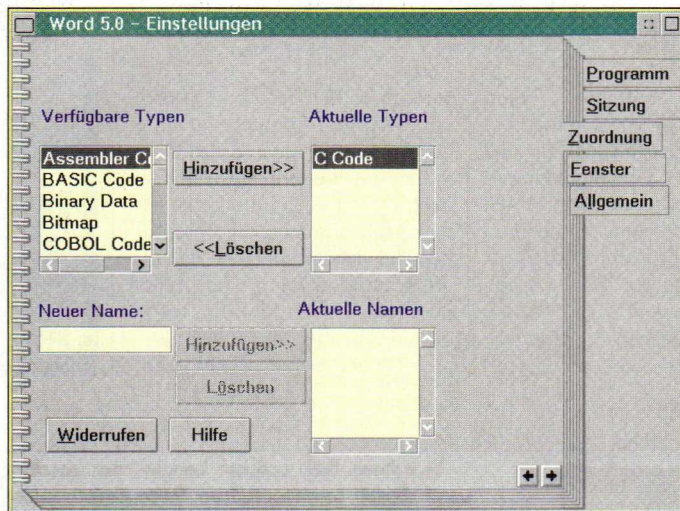 Word 5.0 – Einstellungen
Programm
Sitzung
Zuordnung
Fenster
Allgemein
Verfügbare Typen
Aktuelle Typen
Assembler Co
BASIC Code
Binary Data
Bitmap
COBOL Code
Hinzufügen>>
<<Löschen
C Code
Neuer Name:
Aktuelle Namen
Hinzufügen>>
Löschen
Widerrufen
Hilfe